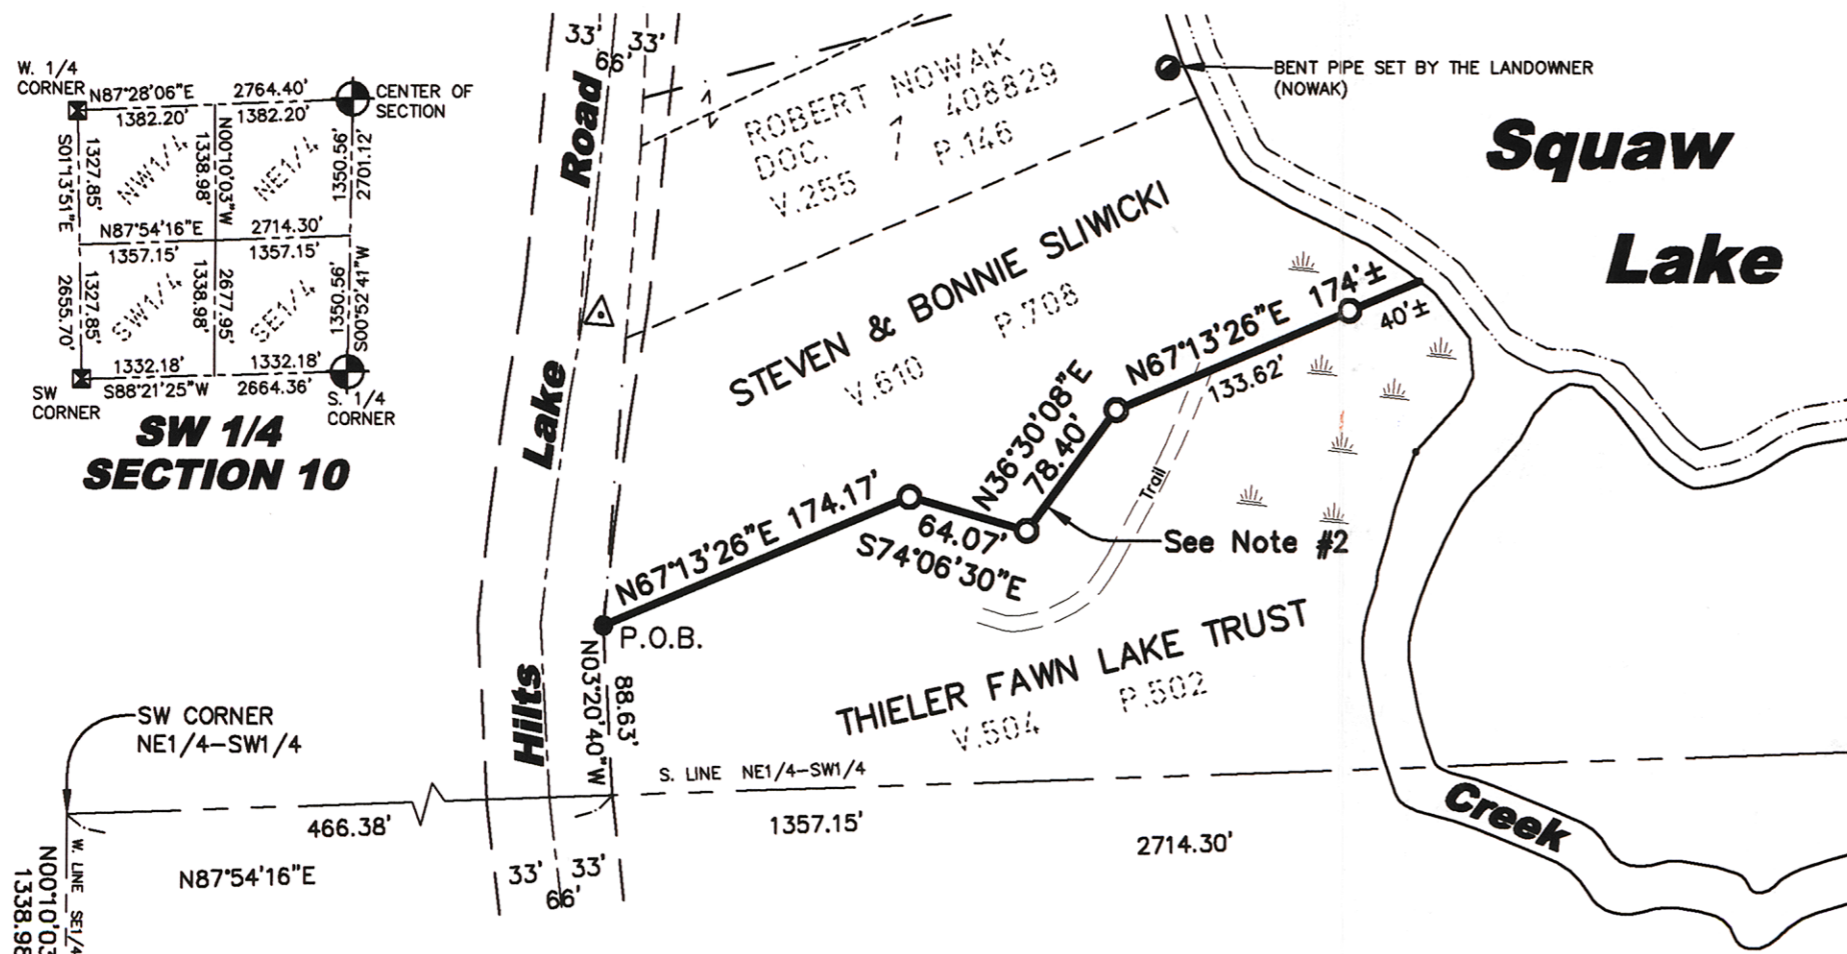 W. 1/4
CORNER
N87°28'06"E
2764.40'
1382.20'
1382.20'
CENTER OF
SECTION
S01°13'51"E
1327.85'
NW1/4
1338.98'
N00°10'03"W
NE1/4
1350.56'
2701.12'
N87°54'16"E
2714.30'
1357.15'
1357.15'
2655.70'
1327.85'
SW1/4
1338.98'
2677.95'
SE1/4
1350.56'
S00°52'41"W
1332.18'
1332.18'
S88°21'25"W
2664.36'
SW
CORNER
S. 1/4
CORNER
SW 1/4
SECTION 10
33'
33'
66'
Hilts Lake Road
ROBERT NOWAK
DOC. 408829
V.255 P.146
BENT PIPE SET BY THE LANDOWNER
(NOWAK)
Squaw
Lake
STEVEN & BONNIE SLIWICKI
V.610 P.708
N67°13'26"E 174'±
133.62'
40'±
N36°30'08"E
78.40'
Trail
See Note #2
N67°13'26"E 174.17'
64.07'
S74°06'30"E
P.O.B.
N03°20'40"W
88.63'
THIELER FAWN LAKE TRUST
V.504 P.502
SW CORNER
NE1/4-SW1/4
S. LINE NE1/4-SW1/4
466.38'
1357.15'
2714.30'
N87°54'16"E
33'
33'
66'
Creek
W. LINE SE1/4
N00°10'03
1338.98